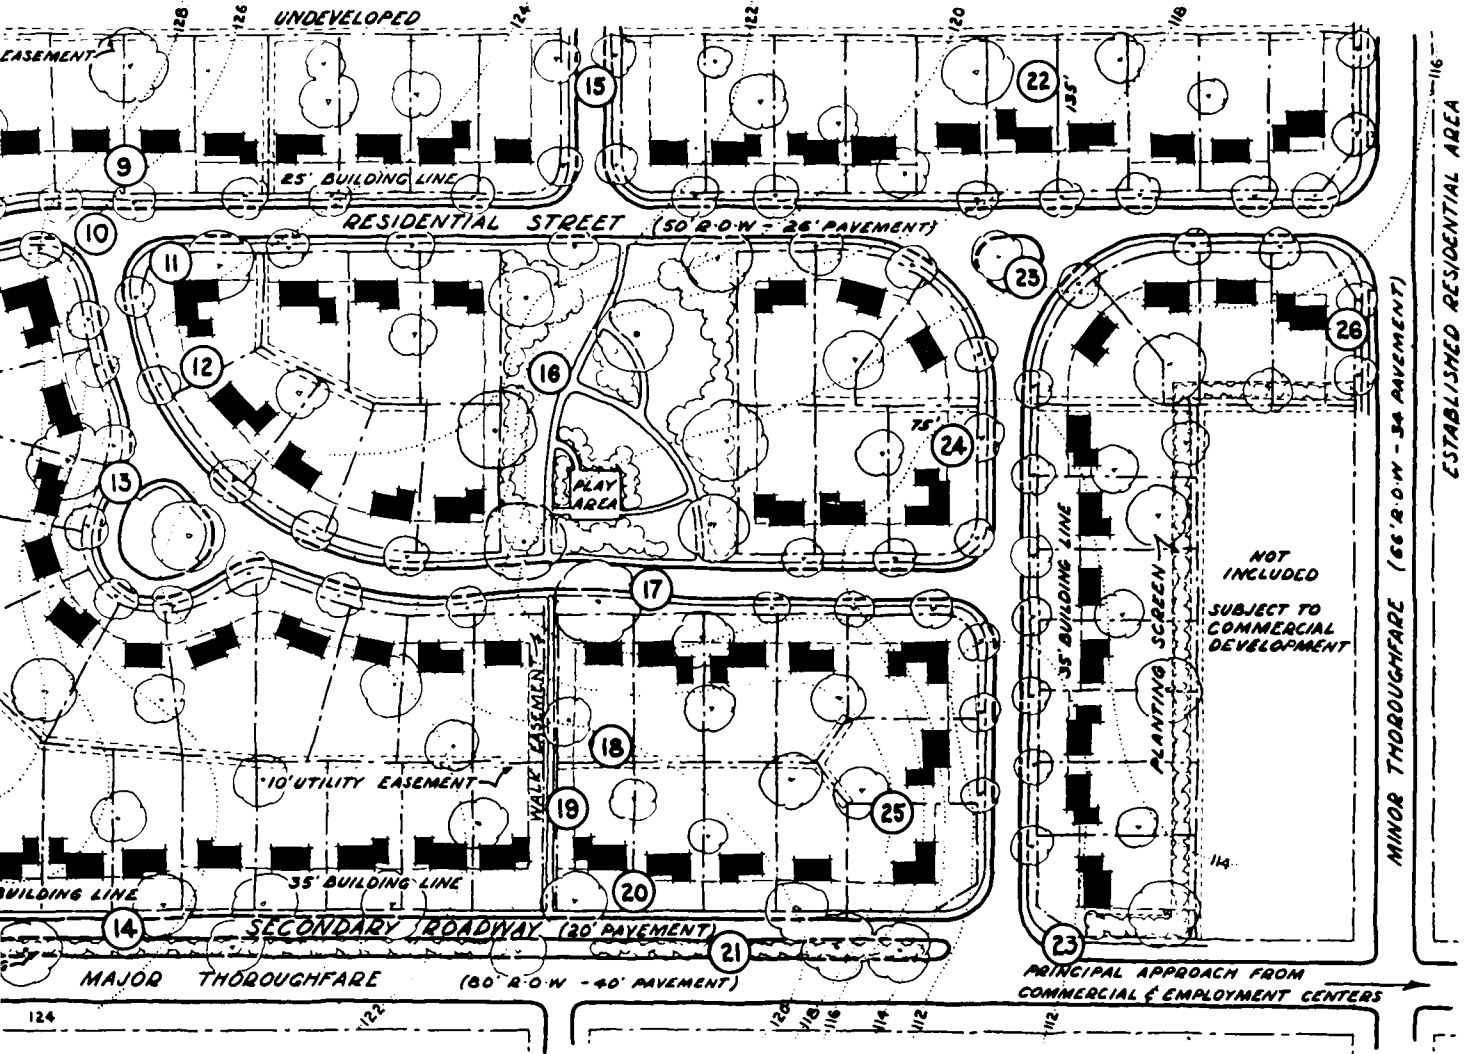 128
126
UNDEVELOPED
124
122
120
118
116
EASEMENT
15
22
135'
9
25' BUILDING LINE
ESTABLISHED RESIDENTIAL AREA
10
RESIDENTIAL STREET (50' R·O·W - 26' PAVEMENT)
11
23
26
12
16
75'
24
13
PLAY
AREA
MINOR THOROUGHFARE (66' R·O·W - 34 PAVEMENT)
35' BUILDING LINE
PLANTING SCREEN
NOT
INCLUDED
SUBJECT TO
COMMERCIAL
DEVELOPMENT
17
WALK EASEMENT
18
10' UTILITY EASEMENT
19
25
114
35' BUILDING LINE
BUILDING LINE
20
14
SECONDARY ROADWAY (20' PAVEMENT)
21
23
MAJOR THOROUGHFARE (80' R·O·W - 40' PAVEMENT)
PRINCIPAL APPROACH FROM
COMMERCIAL & EMPLOYMENT CENTERS
124
122
120
118
116
114
112
112